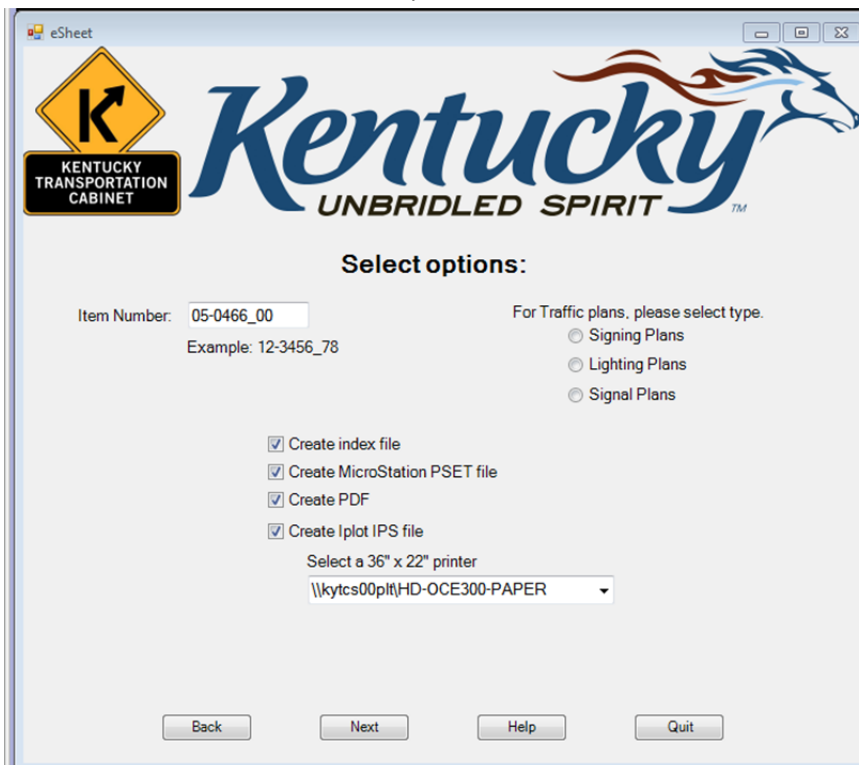 eSheet
KENTUCKY
TRANSPORTATION
CABINET
Kentucky
UNBRIDLED SPIRIT TM
Select options:
Item Number: 05-0466_00
Example: 12-3456_78
For Traffic plans, please select type.
Signing Plans
Lighting Plans
Signal Plans
Create index file
Create MicroStation PSET file
Create PDF
Create Iplot IPS file
Select a 36" x 22" printer
\\kytcs00plt\HD-OCE300-PAPER
Back Next Help Quit